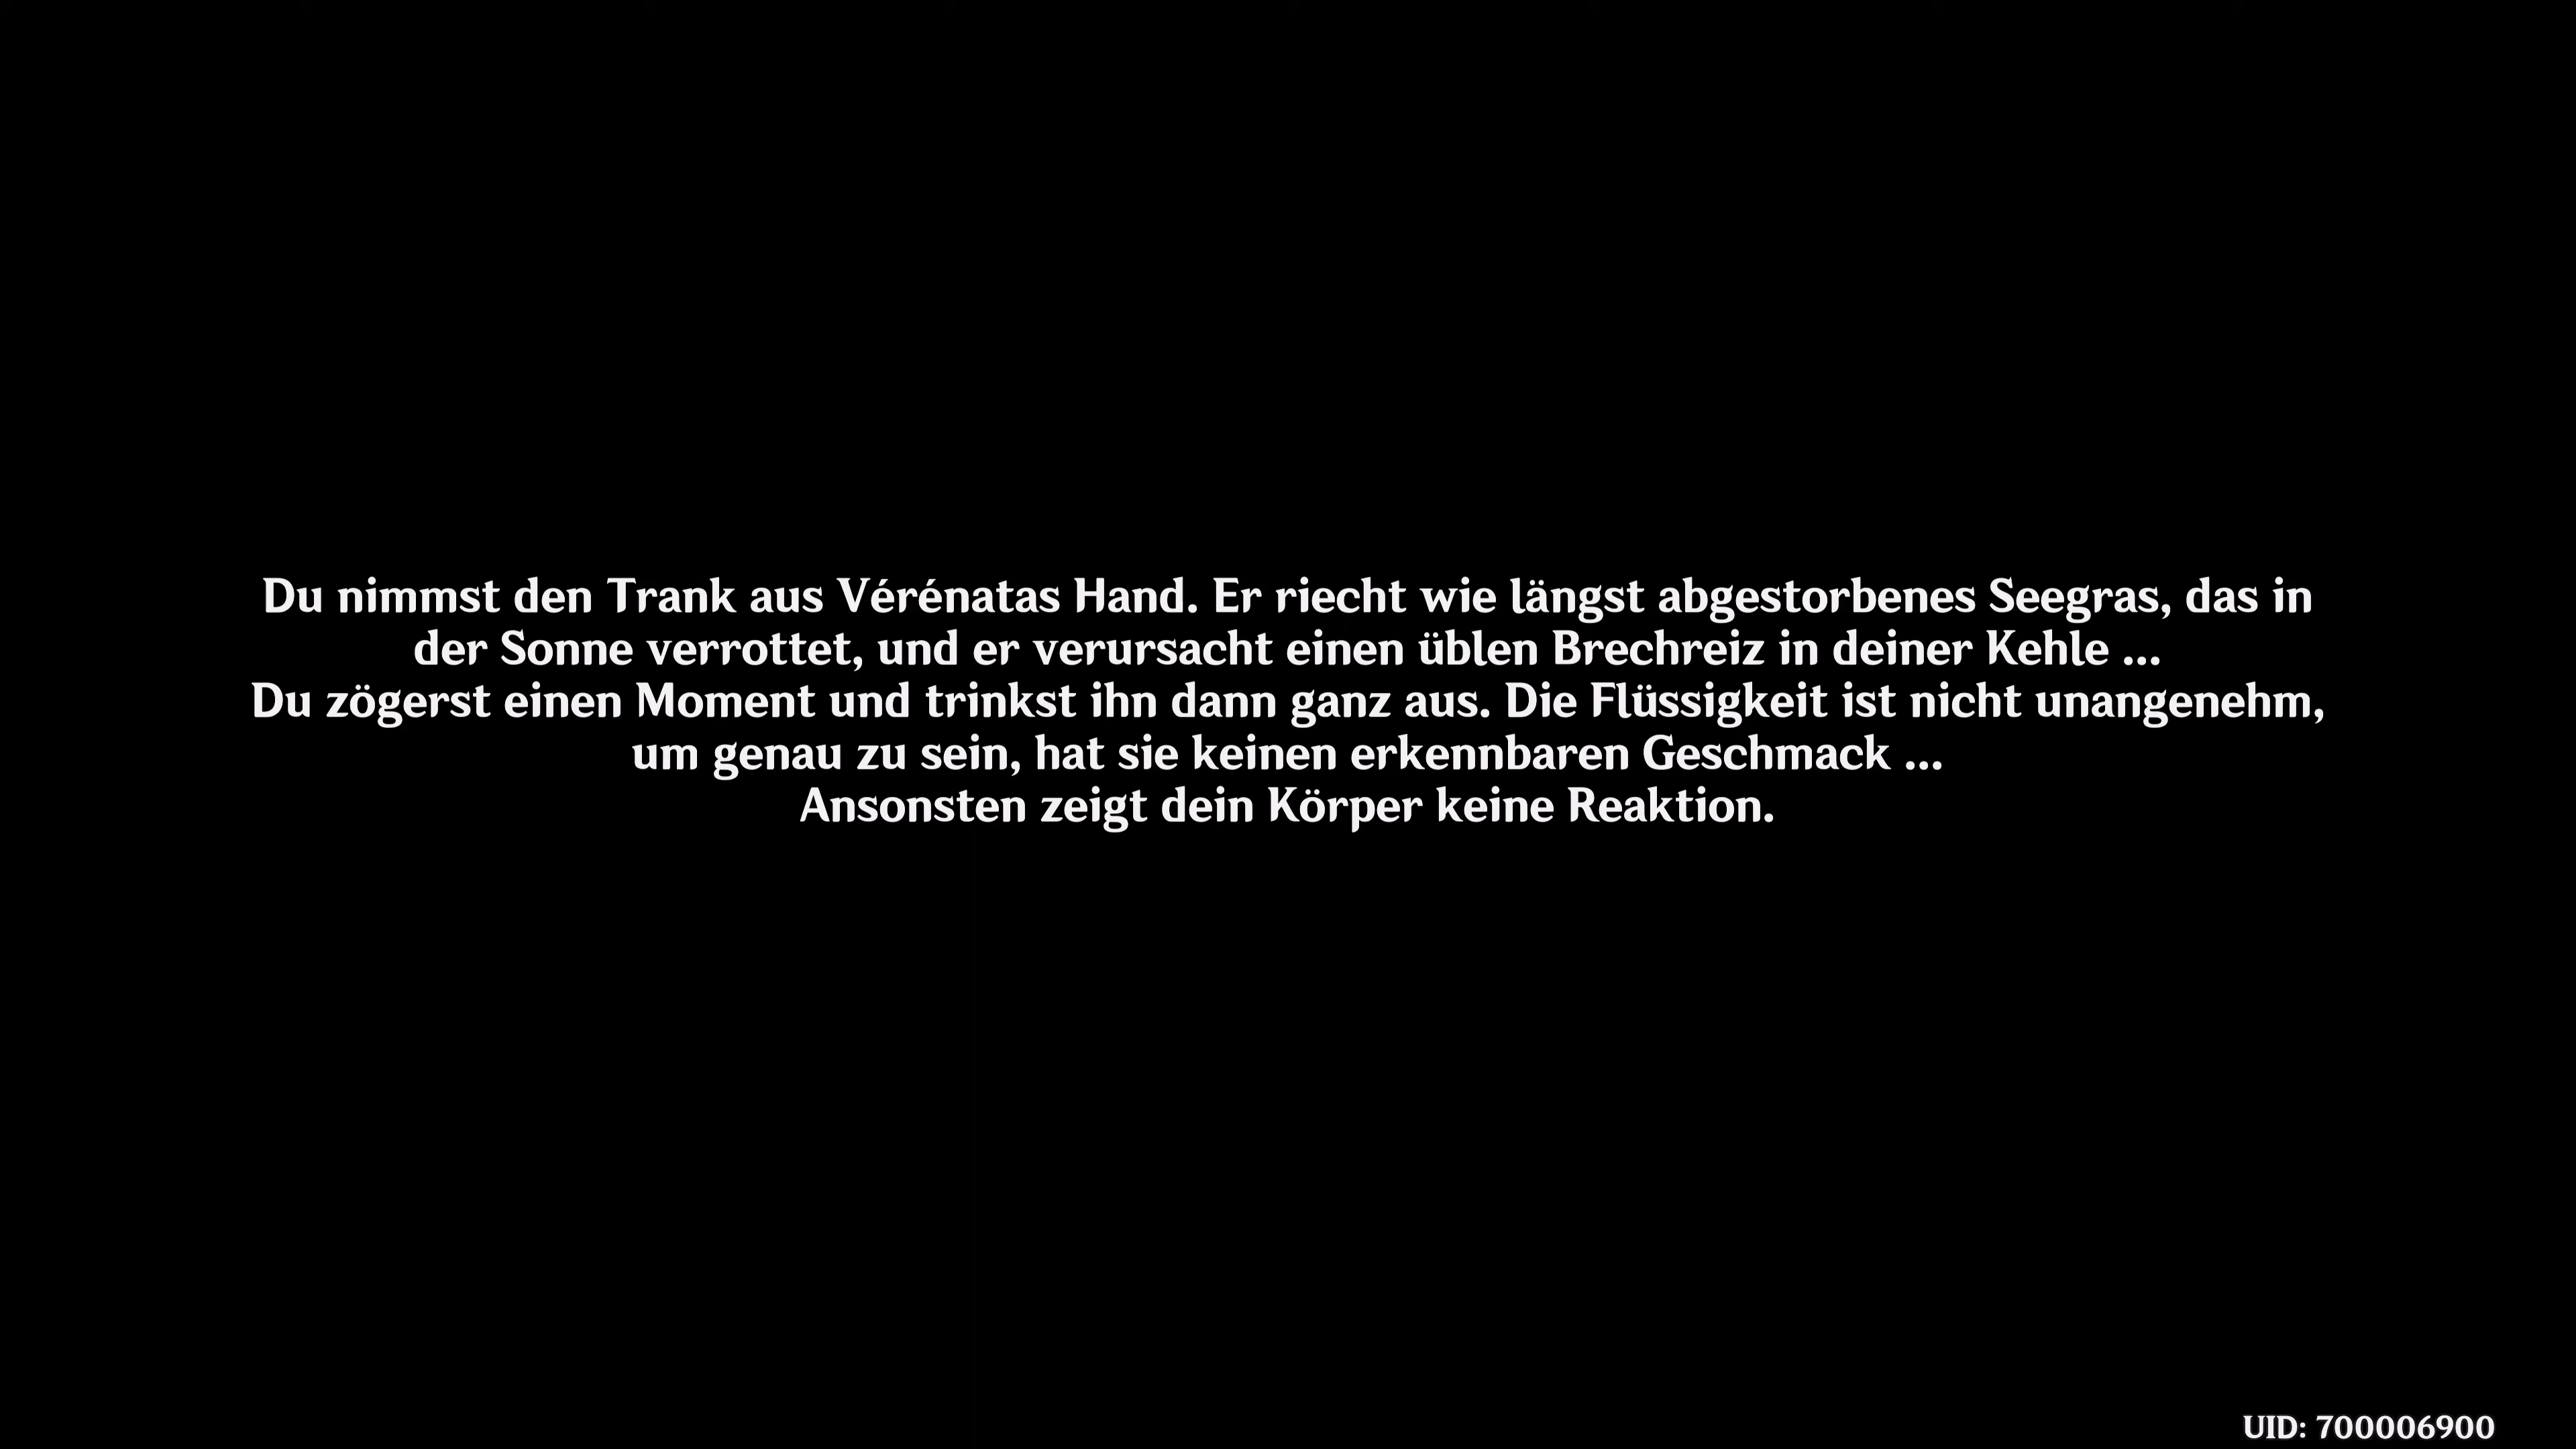 Du nimmst den Trank aus Vérénatas Hand. Er riecht wie längst abgestorbenes Seegras, das in
der Sonne verrottet, und er verursacht einen üblen Brechreiz in deiner Kehle ...
Du zögerst einen Moment und trinkst ihn dann ganz aus. Die Flüssigkeit ist nicht unangenehm,
um genau zu sein, hat sie keinen erkennbaren Geschmack ...
Ansonsten zeigt dein Körper keine Reaktion.
UID: 700006900